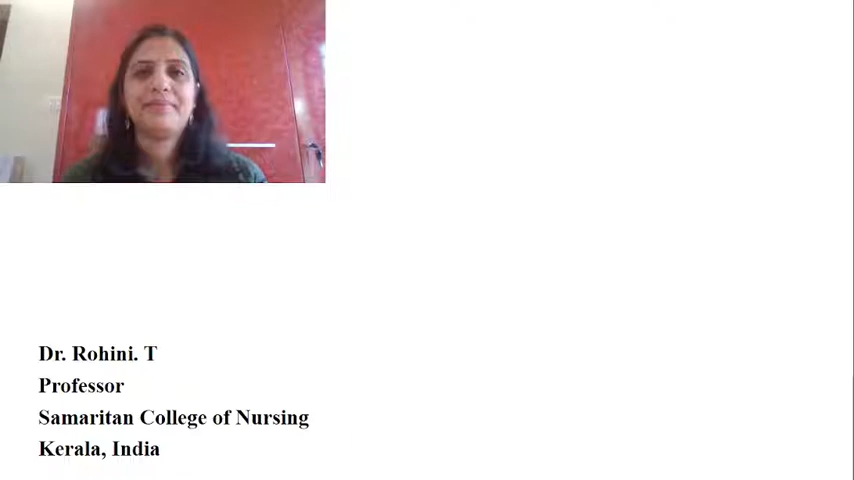 Dr. Rohini. T
Professor
Samaritan College of Nursing
Kerala, India